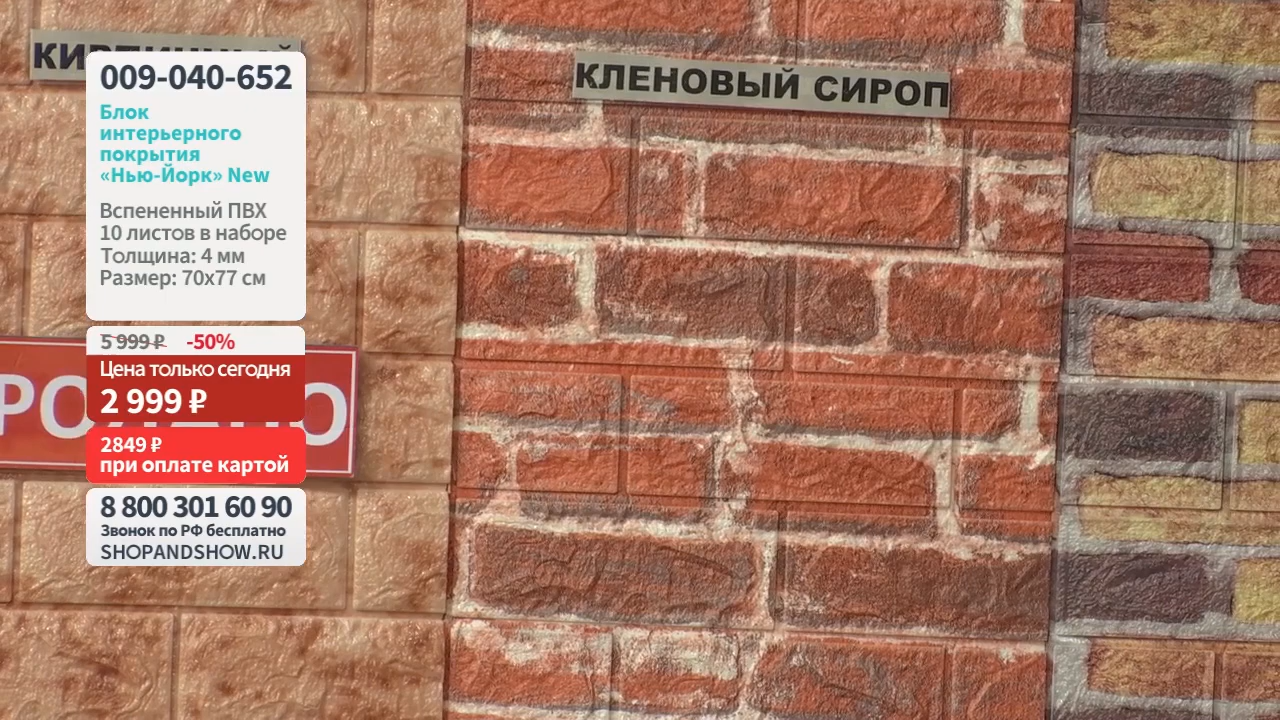 КЛЕНОВЫЙ СИРОП
009-040-652
Блок
интерьерного
покрытия
«Нью-Йорк» New
Вспененный ПВХ
10 листов в наборе
Толщина: 4 мм
Размер: 70х77 см
5 999 ₽ -50%
Цена только сегодня
2 999 ₽
2849 ₽
при оплате картой
8 800 301 60 90
Звонок по РФ бесплатно
SHOPANDSHOW.RU